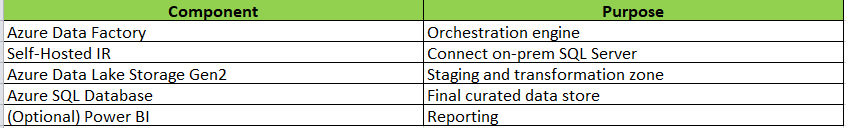 Component Purpose
Azure Data Factory Orchestration engine
Self-Hosted IR Connect on-prem SQL Server
Azure Data Lake Storage Gen2 Staging and transformation zone
Azure SQL Database Final curated data store
(Optional) Power BI Reporting